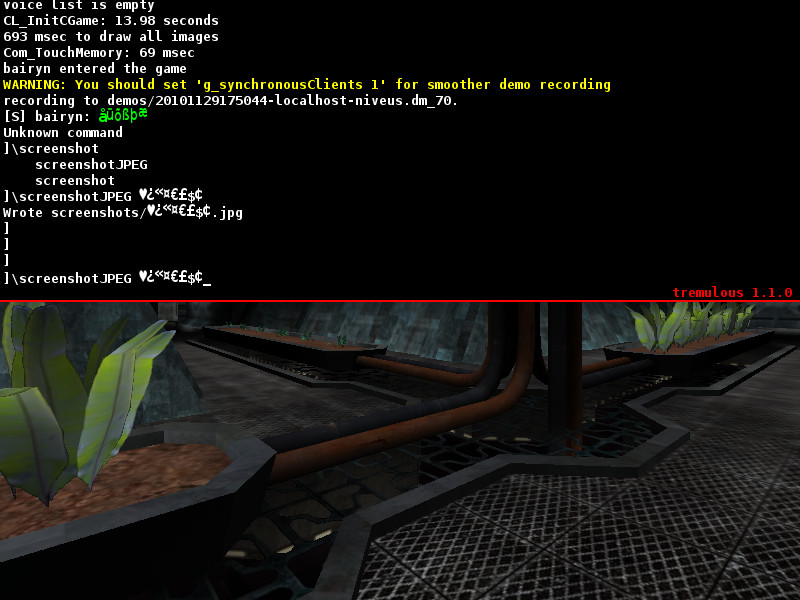 voice list is empty
CL_InitCGame: 13.98 seconds
693 msec to draw all images
Com_TouchMemory: 69 msec
bairyn entered the game
WARNING: You should set 'g_synchronousClients 1' for smoother demo recording
recording to demos/20101129175044-localhost-niveus.dm_70.
[S] bairyn: åüõßþæ
Unknown command
]\screenshot
    screenshotJPEG
    screenshot
]\screenshotJPEG ♥¿«¤€£$¢
Wrote screenshots/♥¿«¤€£$¢.jpg
]
]
]
]\screenshotJPEG ♥¿«¤€£$¢_
tremulous 1.1.0